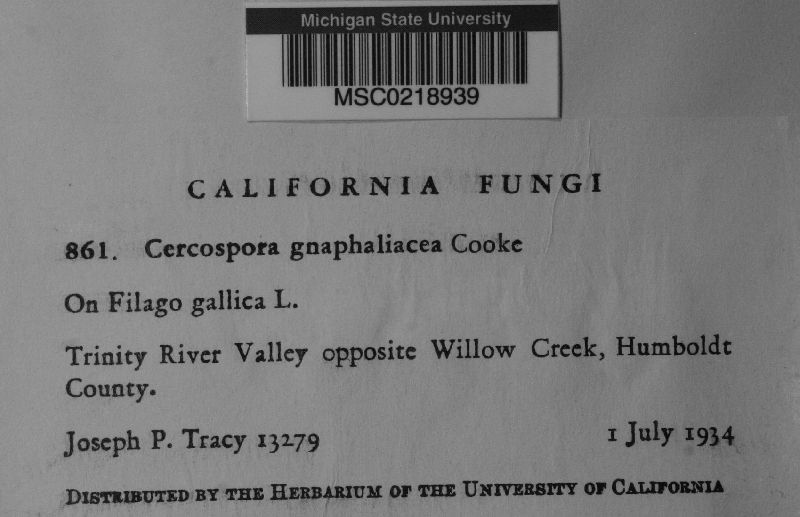 Michigan State University
MSC0218939
CALIFORNIA FUNGI
861. Cercospora gnaphaliacea Cooke
On Filago gallica L.
Trinity River Valley opposite Willow Creek, Humboldt
County.
Joseph P. Tracy 13279 1 July 1934
DISTRIBUTED BY THE HERBARIUM OF THE UNIVERSITY OF CALIFORNIA